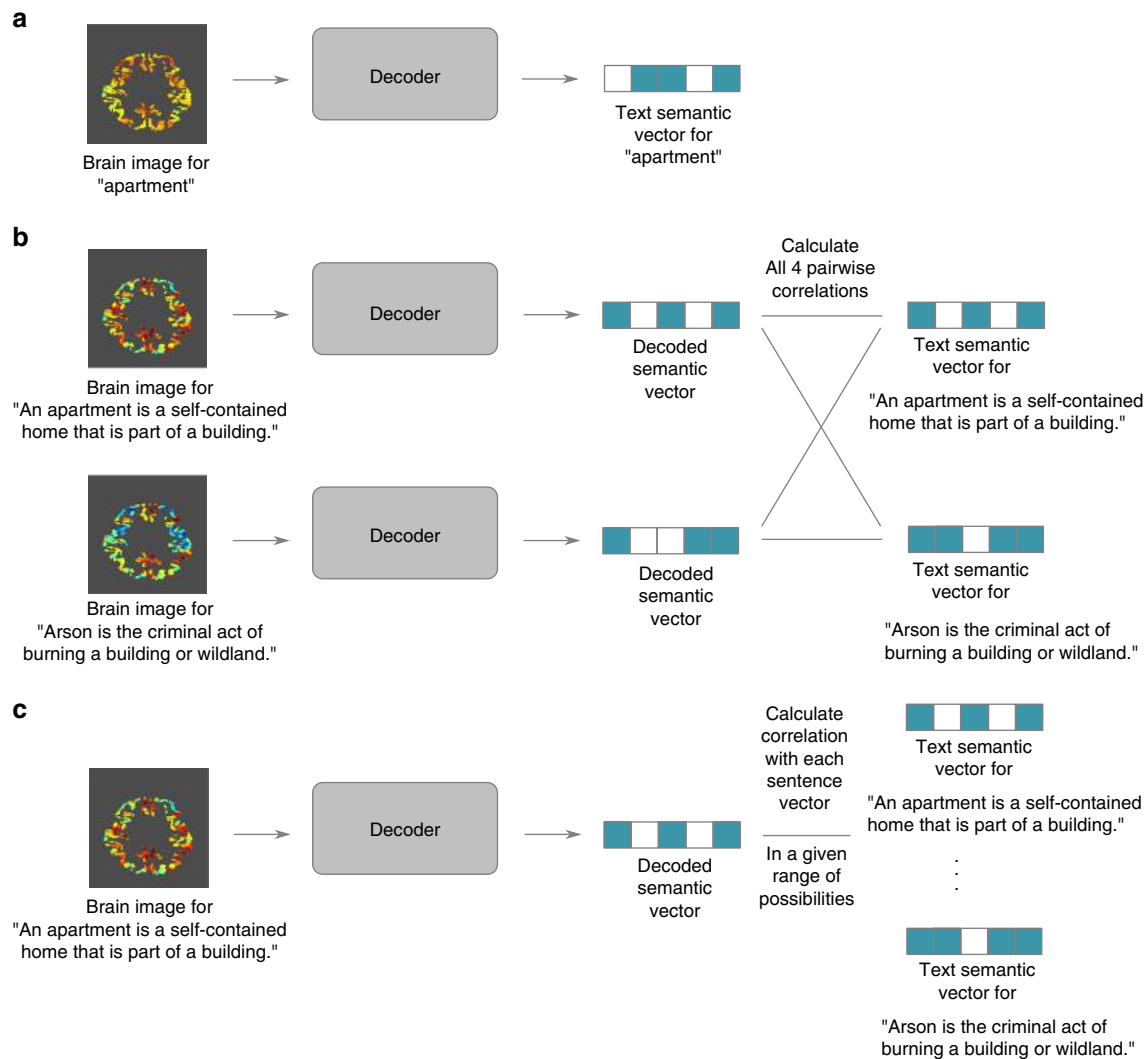 a
Decoder
Brain image for
"apartment"
Text semantic
vector for
"apartment"
b
Decoder
Brain image for
"An apartment is a self-contained
home that is part of a building."
Decoded
semantic
vector
Calculate
All 4 pairwise
correlations
Text semantic
vector for
"An apartment is a self-contained
home that is part of a building."
Decoder
Brain image for
"Arson is the criminal act of
burning a building or wildland."
Decoded
semantic
vector
Text semantic
vector for
"Arson is the criminal act of
burning a building or wildland."
c
Decoder
Brain image for
"An apartment is a self-contained
home that is part of a building."
Decoded
semantic
vector
Calculate
correlation
with each
sentence
vector
In a given
range of
possibilities
Text semantic
vector for
"An apartment is a self-contained
home that is part of a building."
.
.
.
Text semantic
vector for
"Arson is the criminal act of
burning a building or wildland."